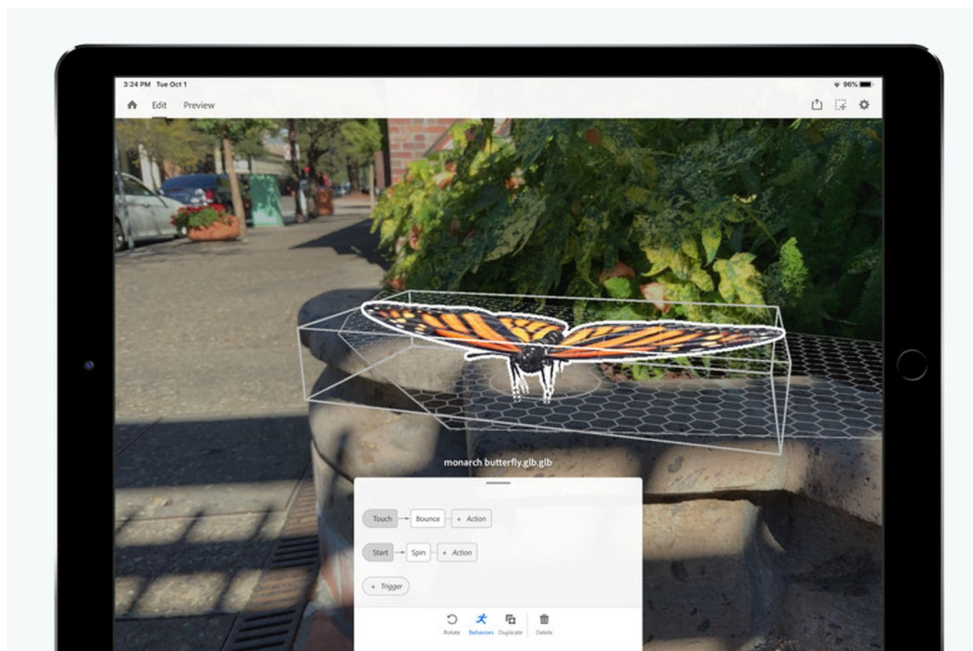 3:24 PM Tue Oct 1
96%
Edit Preview
monarch butterfly.glb.glb
Touch Bounce + Action
Start Spin + Action
+ Trigger
Rotate Behaviors Duplicate Delete